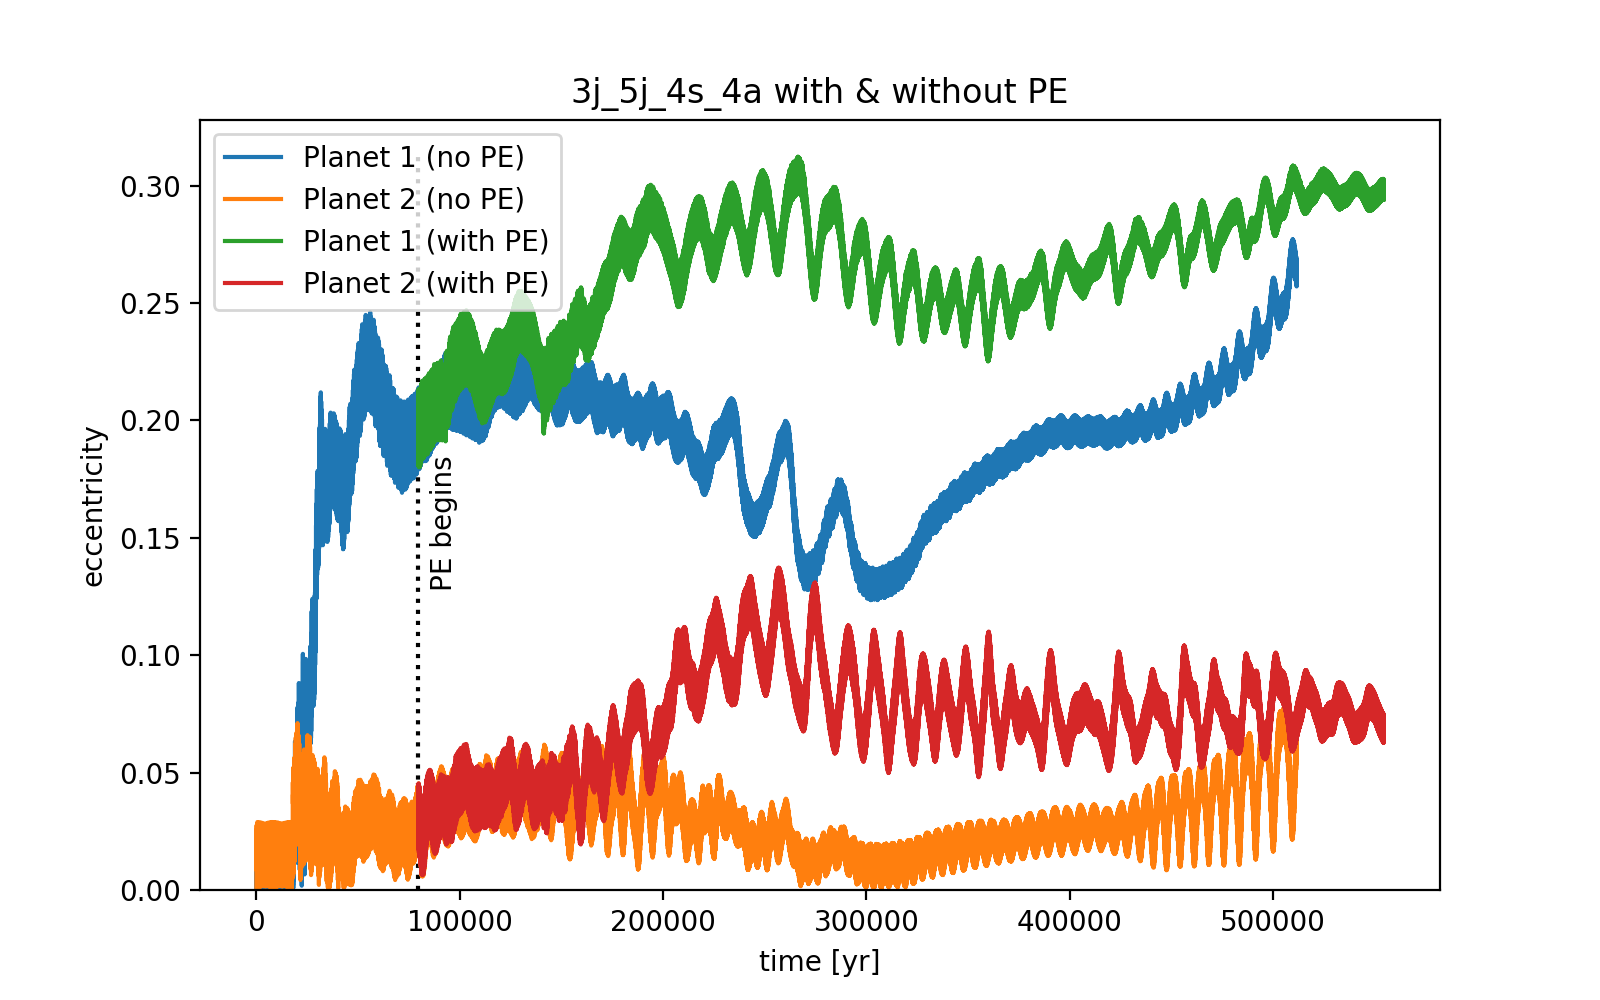 3j_5j_4s_4a with & without PE
Planet 1 (no PE)
Planet 2 (no PE)
Planet 1 (with PE)
Planet 2 (with PE)
0.30
0.25
0.20
0.15
0.10
0.05
0.00
eccentricity
PE begins
0 100000 200000 300000 400000 500000
time [yr]